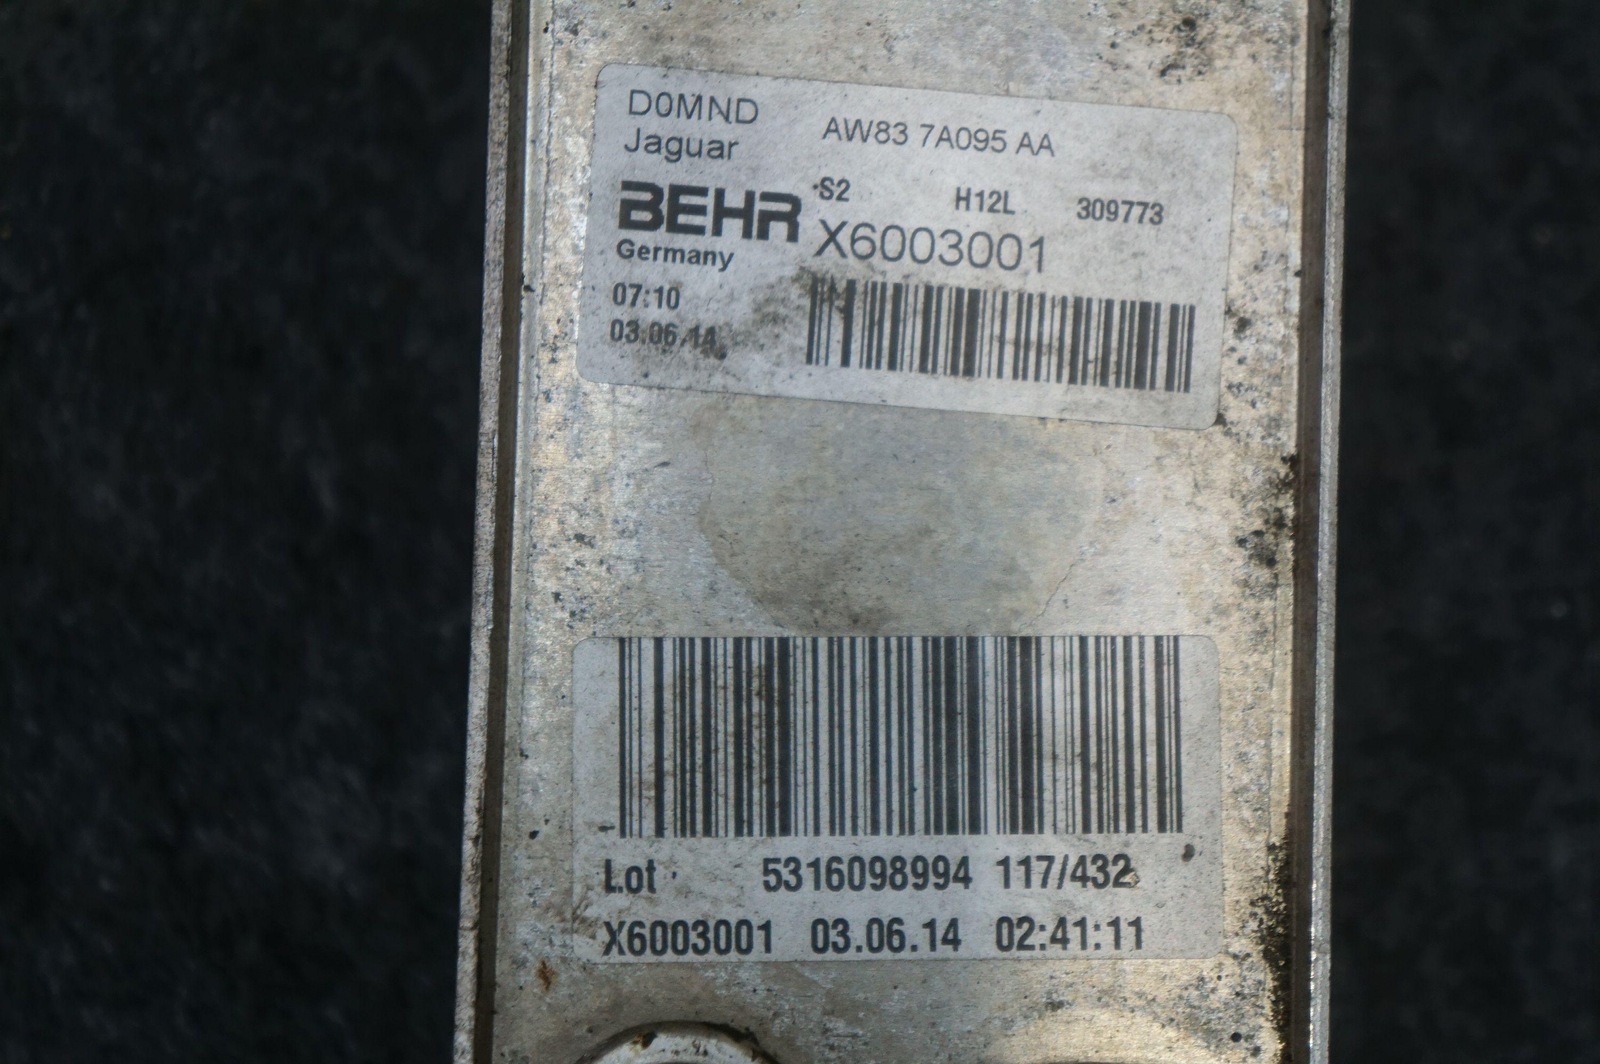 D0MND
Jaguar
AW83 7A095 AA
BEHR
S2 H12L 309773
X6003001
Germany
07:10
03.06.14
Lot 5316098994 117/432
X6003001 03.06.14 02:41:11